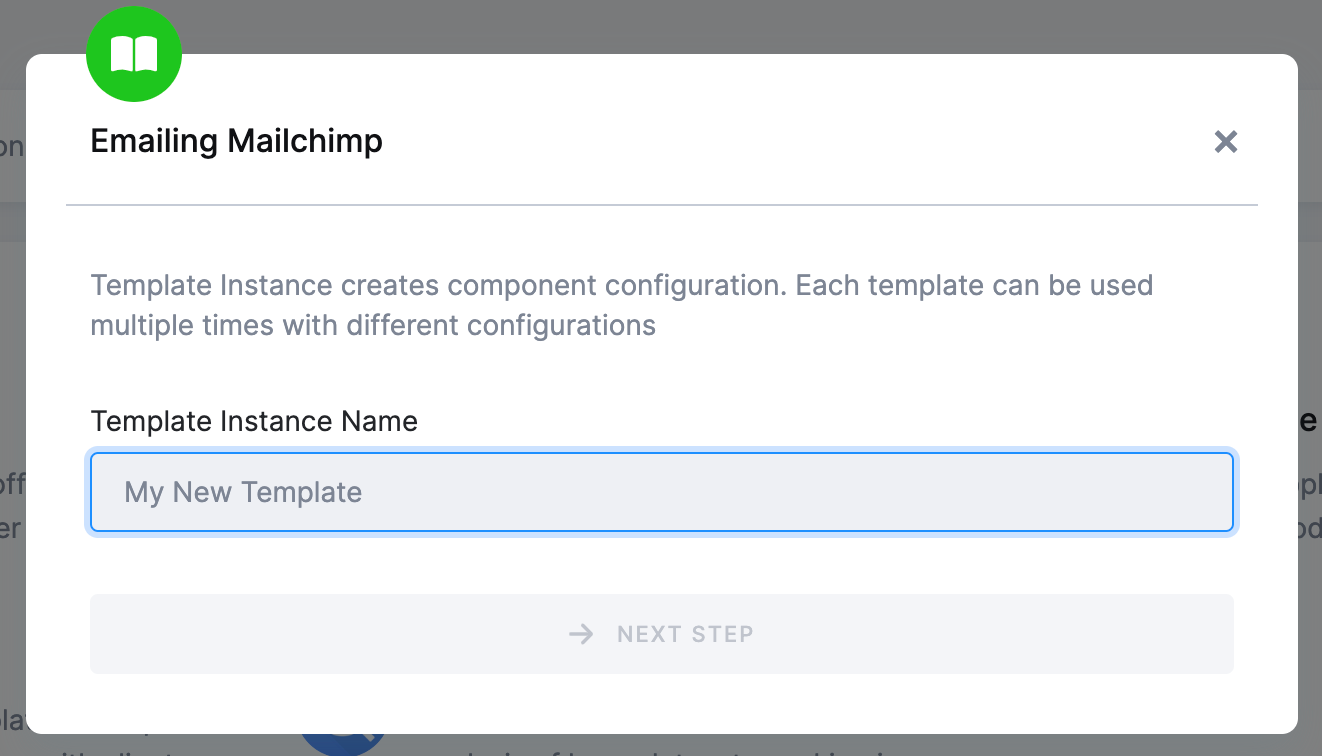 Emailing Mailchimp
Template Instance creates component configuration. Each template can be used
multiple times with different configurations
Template Instance Name
My New Template
NEXT STEP